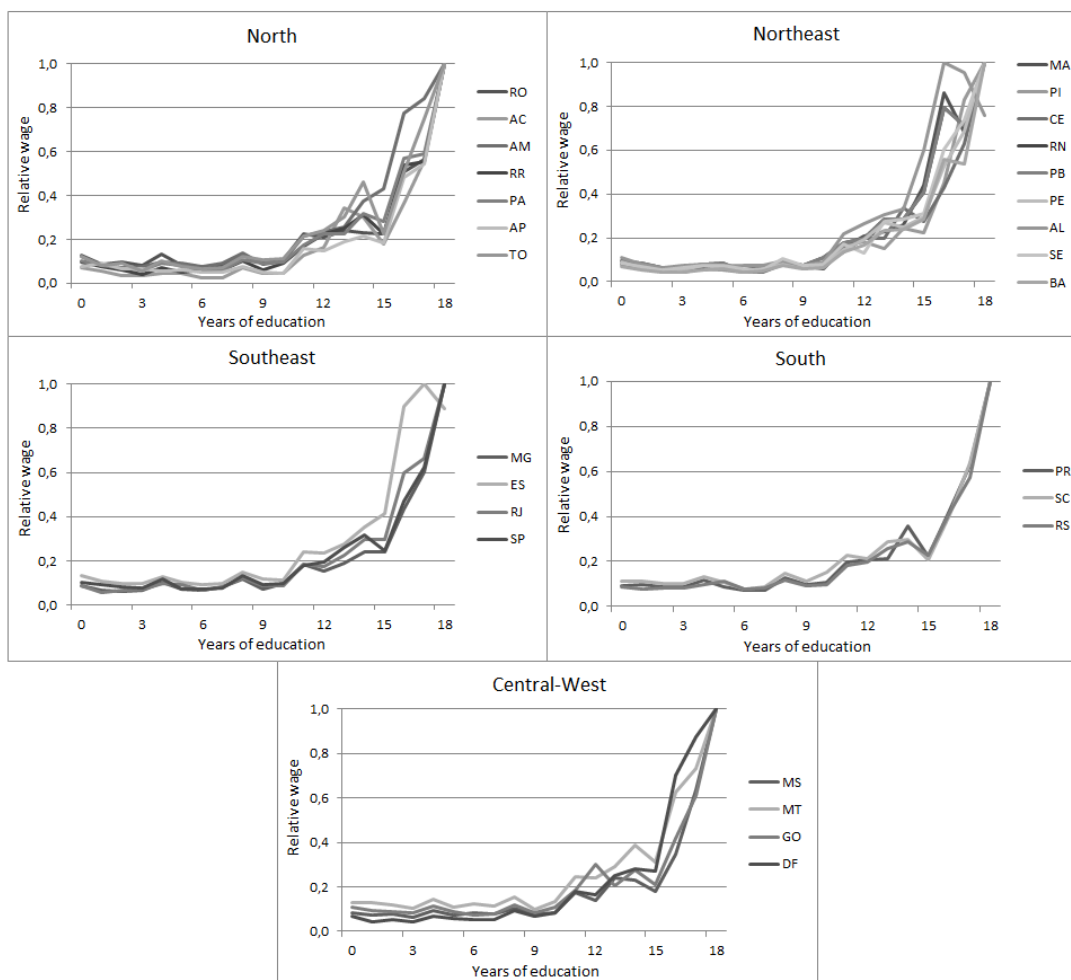 North
1,0
0,8
0,6
0,4
0,2
0,0
Relative wage
0 3 6 9 12 15 18
Years of education
RO
AC
AM
RR
PA
AP
TO
Northeast
1,0
0,8
0,6
0,4
0,2
0,0
Relative wage
0 3 6 9 12 15 18
Years of education
MA
PI
CE
RN
PB
PE
AL
SE
BA
Southeast
1,0
0,8
0,6
0,4
0,2
0,0
Relative wage
0 3 6 9 12 15 18
Years of education
MG
ES
RJ
SP
South
1,0
0,8
0,6
0,4
0,2
0,0
Relative wage
0 3 6 9 12 15 18
Years of education
PR
SC
RS
Central-West
1,0
0,8
0,6
0,4
0,2
0,0
Relative wage
0 3 6 9 12 15 18
Years of education
MS
MT
GO
DF